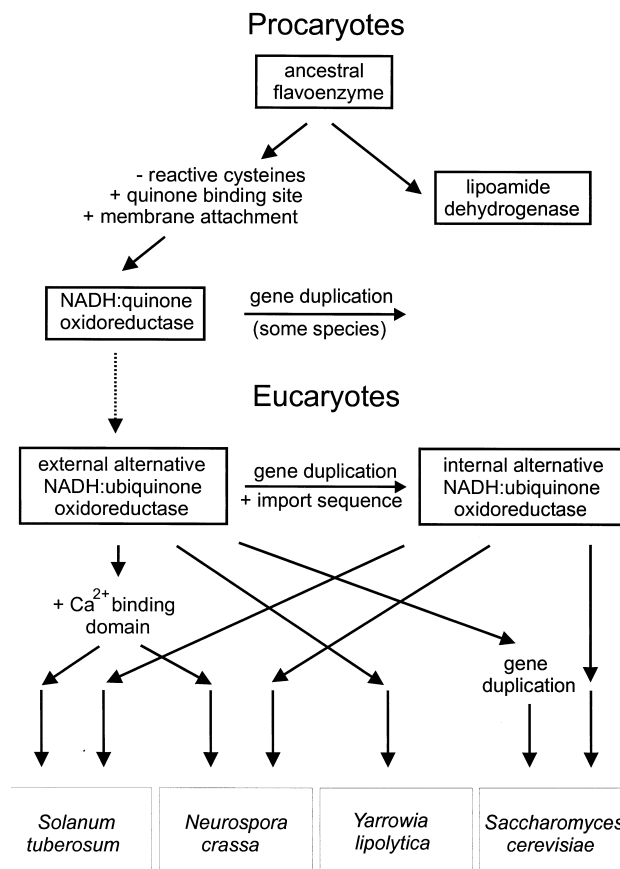 Procaryotes
ancestral
flavoenzyme
- reactive cysteines
+ quinone binding site
+ membrane attachment
lipoamide
dehydrogenase
NADH:quinone
oxidoreductase
gene duplication
(some species)
Eucaryotes
external alternative
NADH:ubiquinone
oxidoreductase
gene duplication
+ import sequence
internal alternative
NADH:ubiquinone
oxidoreductase
+ Ca2+ binding
domain
gene
duplication
Solanum
tuberosum
Neurospora
crassa
Yarrowia
lipolytica
Saccharomyces
cerevisiae